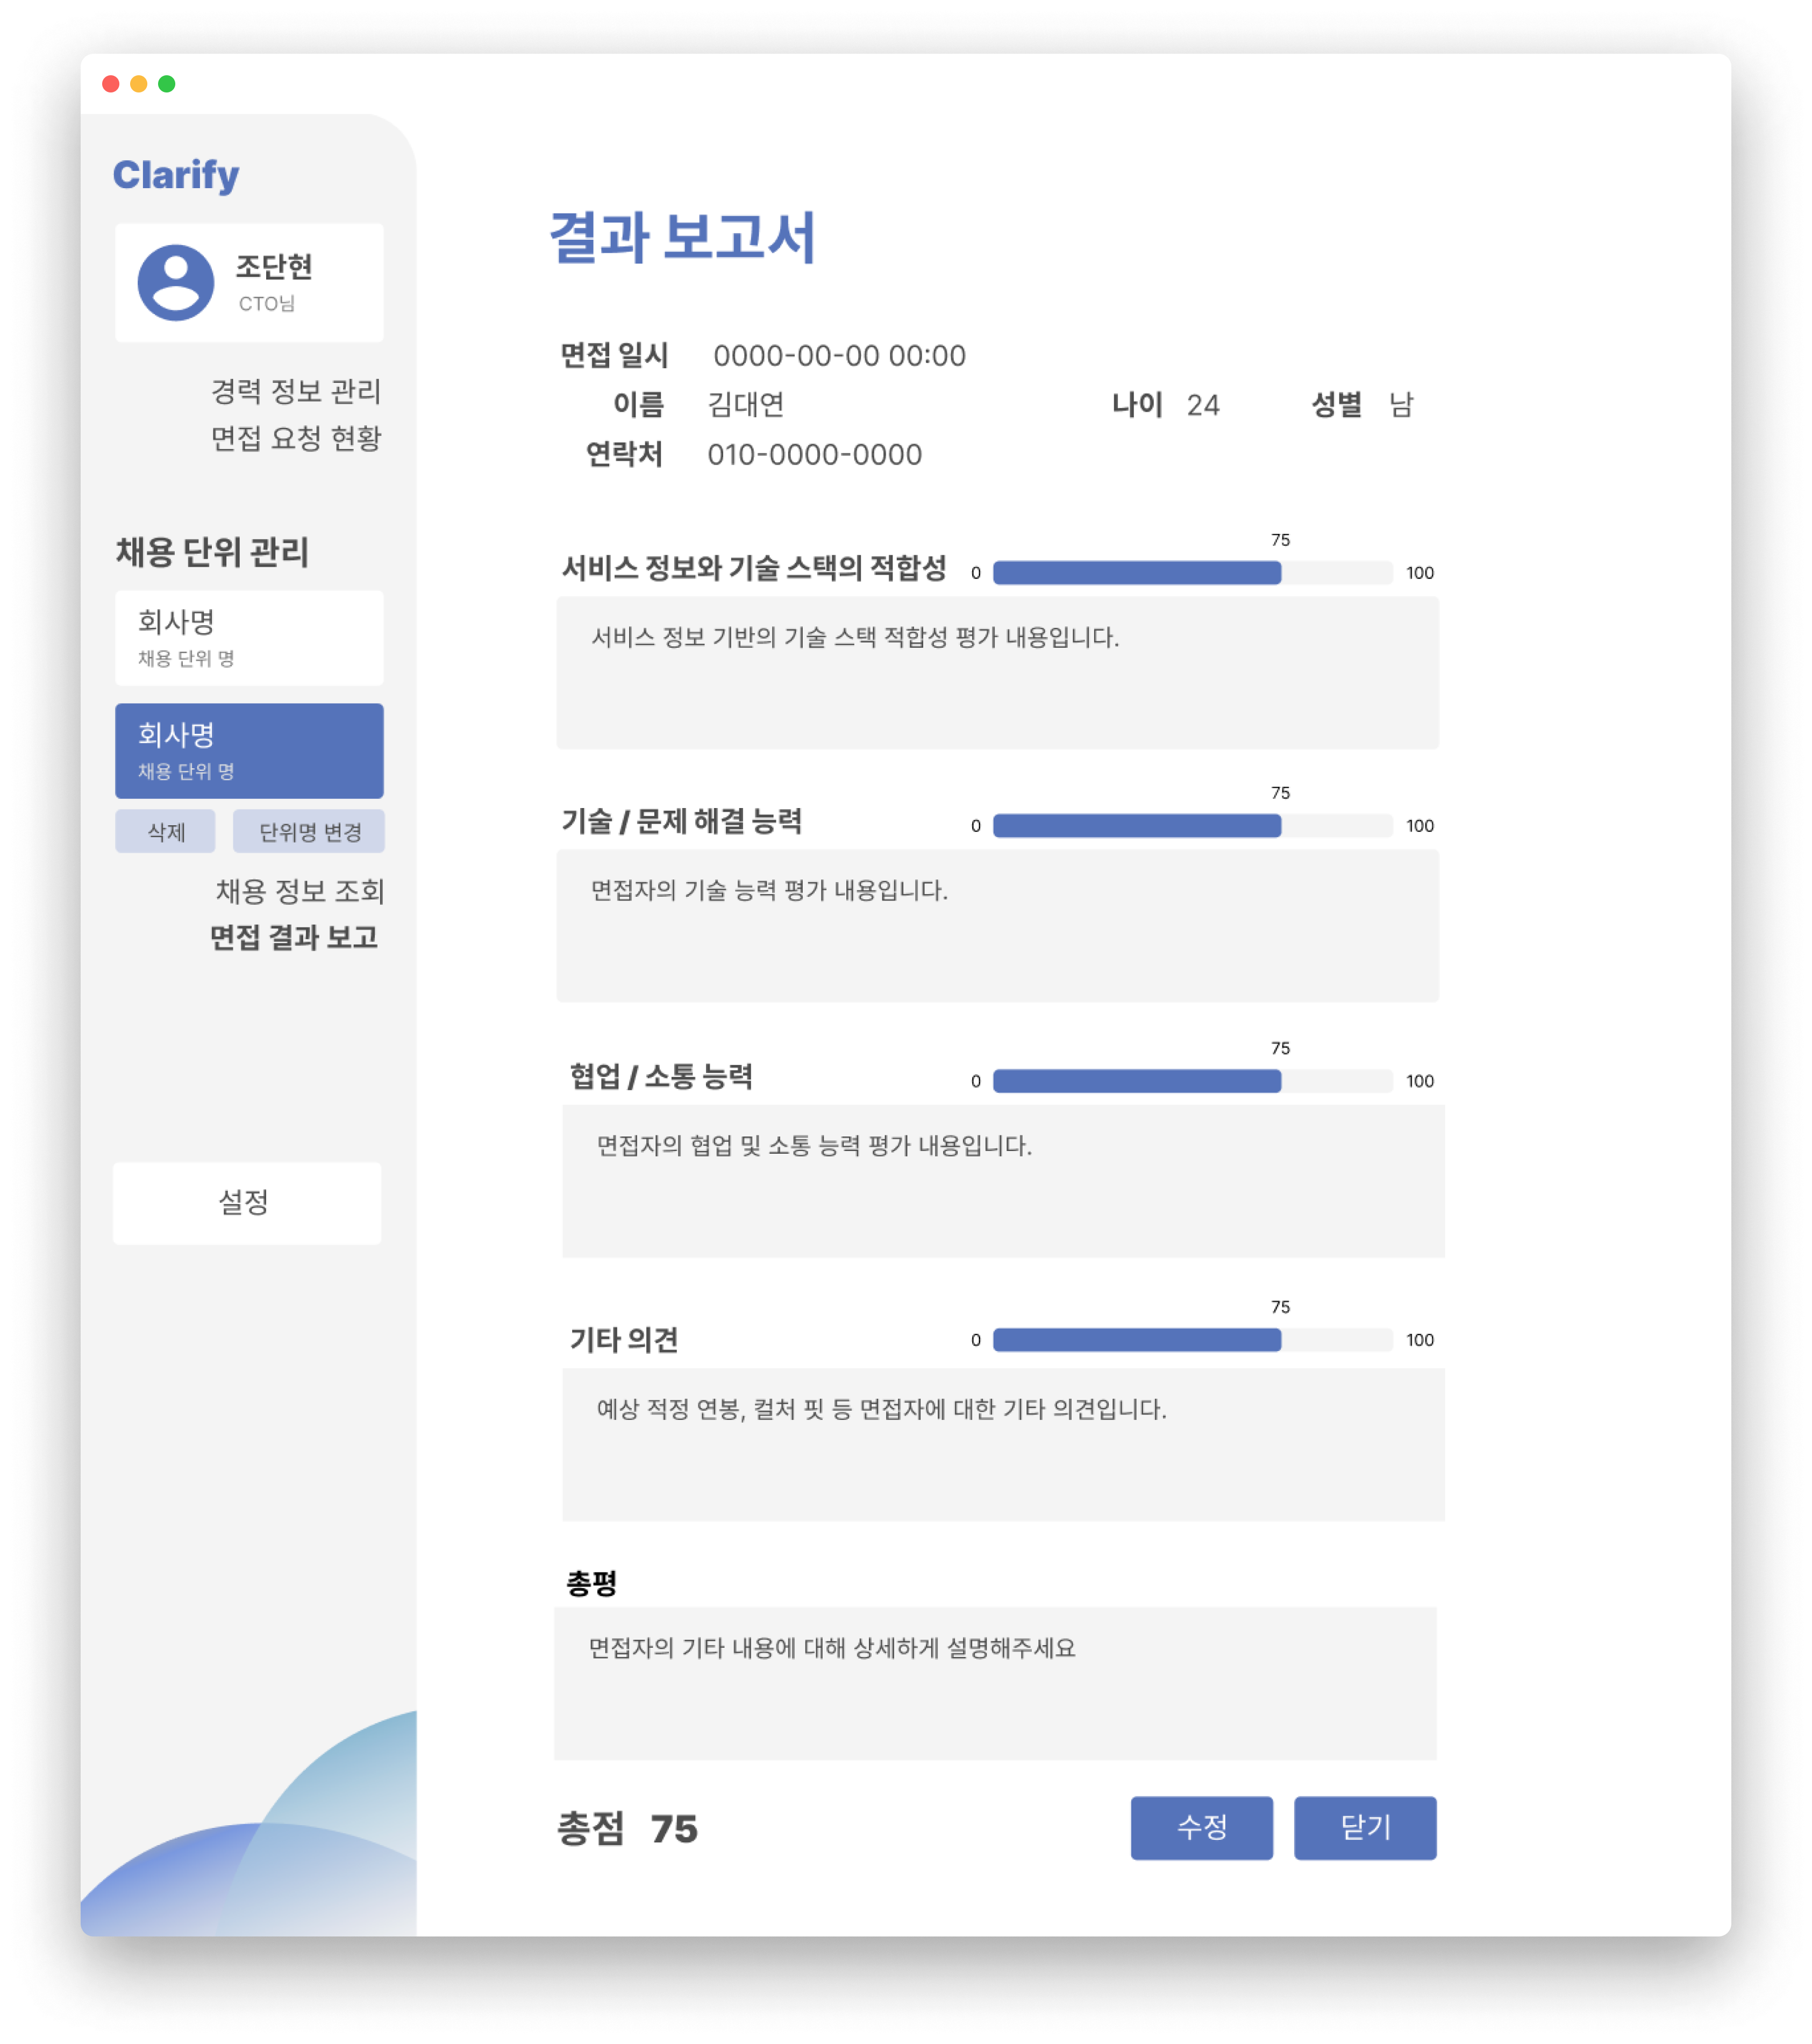 Clarify
조단현
CTO님
경력 정보 관리
면접 요청 현황
채용 단위 관리
회사명
채용 단위 명
회사명
채용 단위 명
삭제
단위명 변경
채용 정보 조회
면접 결과 보고
설정
결과 보고서
면접 일시 0000-00-00 00:00
이름 김대연 나이 24 성별 남
연락처 010-0000-0000
75
서비스 정보와 기술 스택의 적합성 0 100
서비스 정보 기반의 기술 스택 적합성 평가 내용입니다.
75
기술 / 문제 해결 능력 0 100
면접자의 기술 능력 평가 내용입니다.
75
협업 / 소통 능력 0 100
면접자의 협업 및 소통 능력 평가 내용입니다.
75
기타 의견 0 100
예상 적정 연봉, 컬처 핏 등 면접자에 대한 기타 의견입니다.
총평
면접자의 기타 내용에 대해 상세하게 설명해주세요
총점 75
수정
닫기